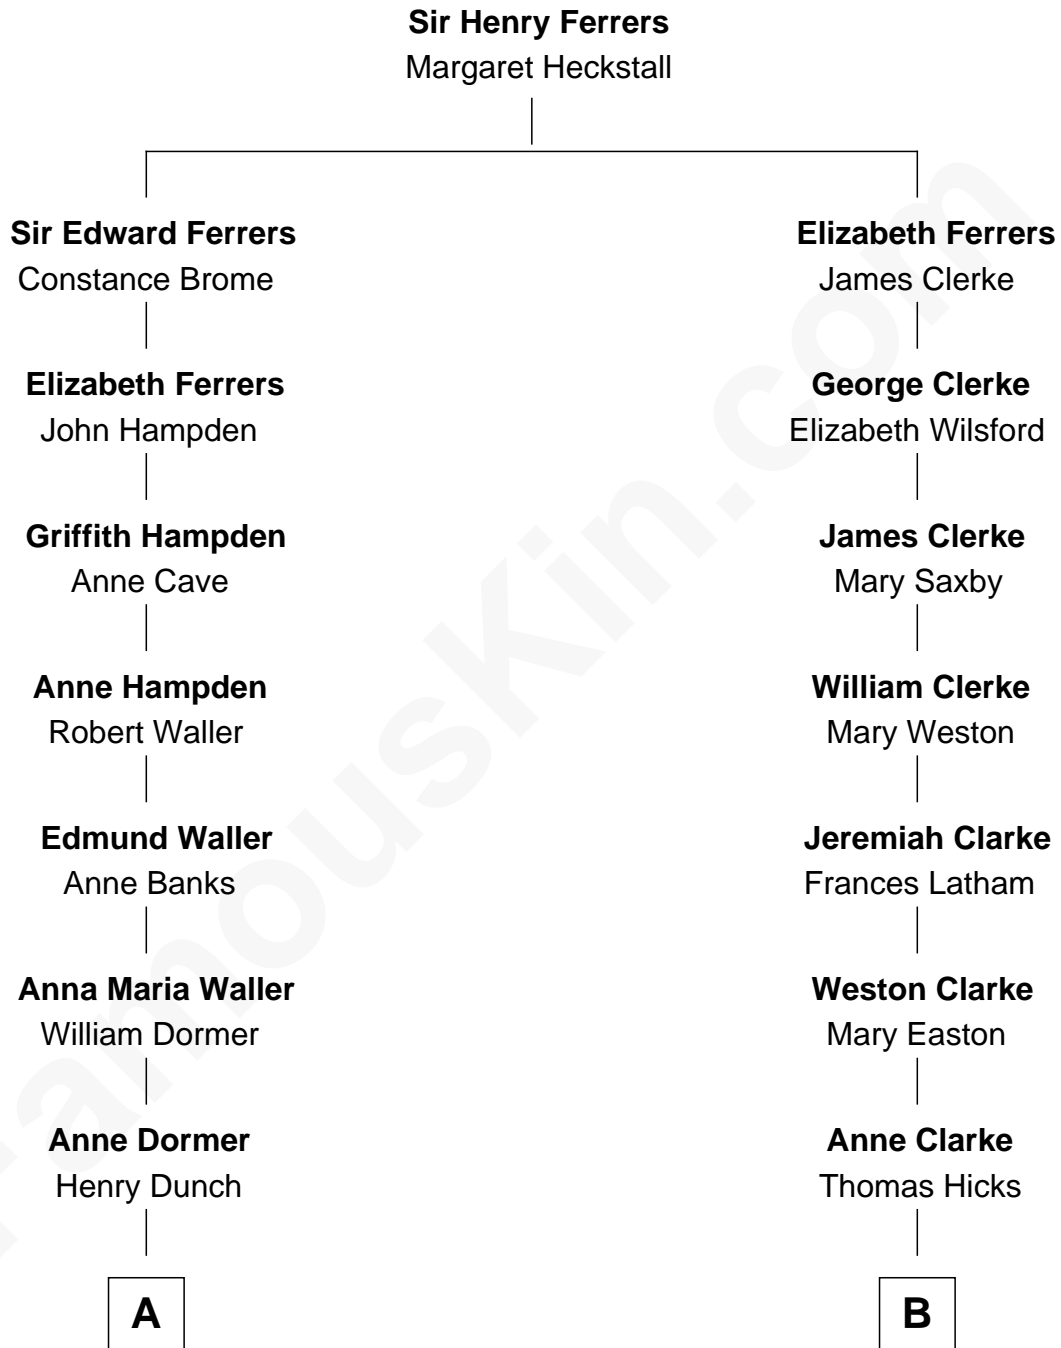 Sir Henry Ferrers
Margaret Heckstall
Sir Edward Ferrers
Constance Brome
Elizabeth Ferrers
John Hampden
Griffith Hampden
Anne Cave
Anne Hampden
Robert Waller
Edmund Waller
Anne Banks
Anna Maria Waller
William Dormer
Anne Dormer
Henry Dunch
A
Elizabeth Ferrers
James Clerke
George Clerke
Elizabeth Wilsford
James Clerke
Mary Saxby
William Clerke
Mary Weston
Jeremiah Clarke
Frances Latham
Weston Clarke
Mary Easton
Anne Clarke
Thomas Hicks
B
FamousKin.com